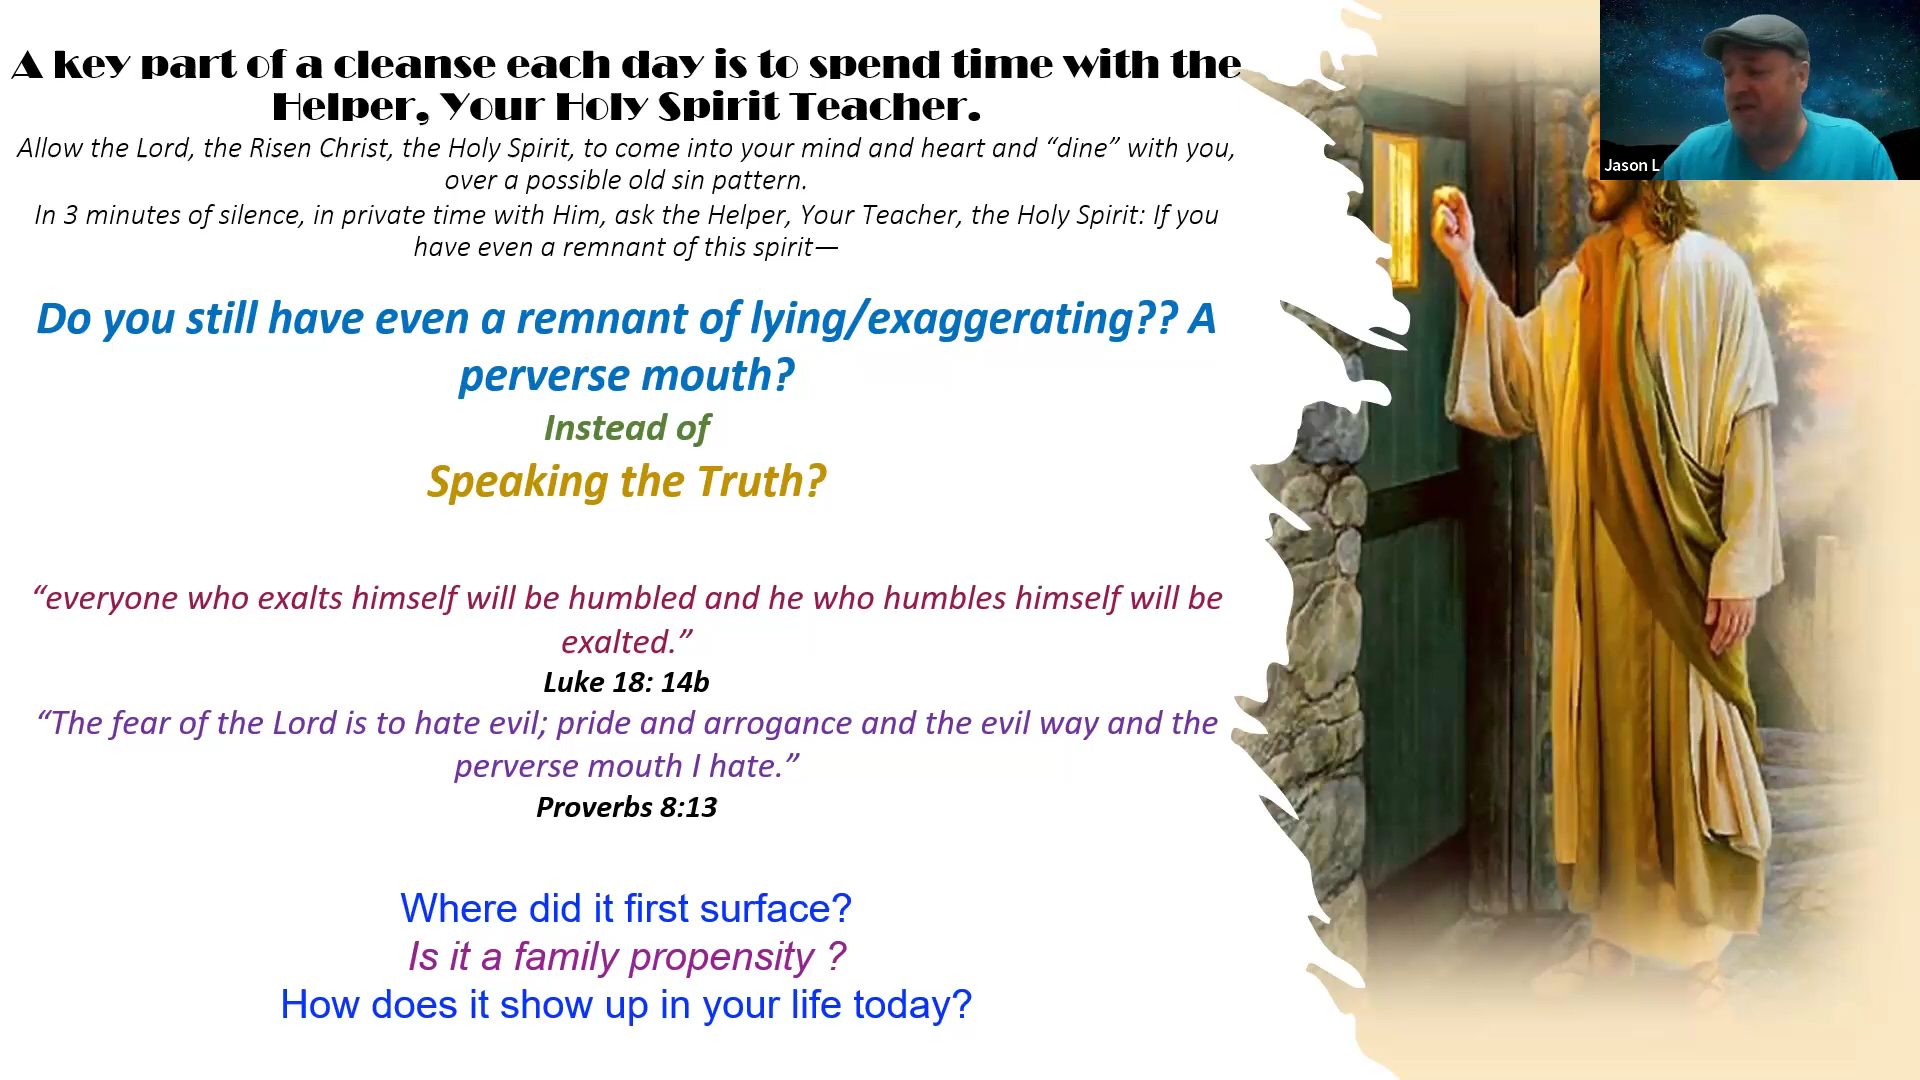 A key part of a cleanse each day is to spend time with the
Helper, Your Holy Spirit Teacher.
Allow the Lord, the Risen Christ, the Holy Spirit, to come into your mind and heart and “dine” with you,
over a possible old sin pattern.
In 3 minutes of silence, in private time with Him, ask the Helper, Your Teacher, the Holy Spirit: If you
have even a remnant of this spirit—
Do you still have even a remnant of lying/exaggerating?? A
perverse mouth?
Instead of
Speaking the Truth?
“everyone who exalts himself will be humbled and he who humbles himself will be
exalted.”
Luke 18: 14b
“The fear of the Lord is to hate evil; pride and arrogance and the evil way and the
perverse mouth I hate.”
Proverbs 8:13
Where did it first surface?
Is it a family propensity ?
How does it show up in your life today?
Jason L